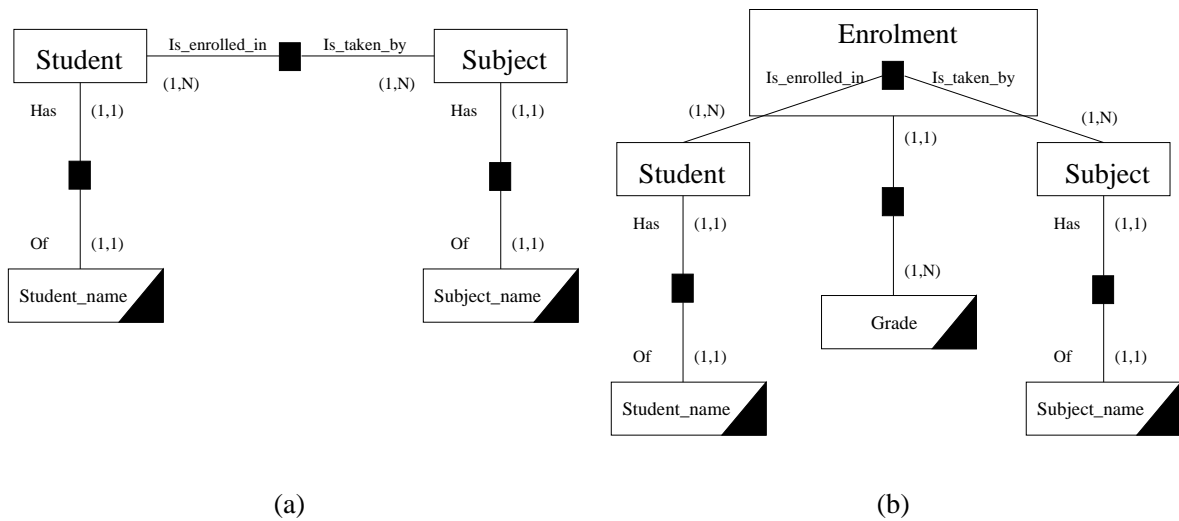 Is_enrolled_in
Is_taken_by
Student
Subject
(1,N)
(1,N)
Has
(1,1)
Has
(1,1)
Of
(1,1)
Of
(1,1)
Student_name
Subject_name
(a)
Enrolment
Is_enrolled_in
Is_taken_by
(1,N)
(1,N)
(1,1)
Student
Subject
Has
(1,1)
Has
(1,1)
(1,N)
Grade
Of
(1,1)
Of
(1,1)
Student_name
Subject_name
(b)